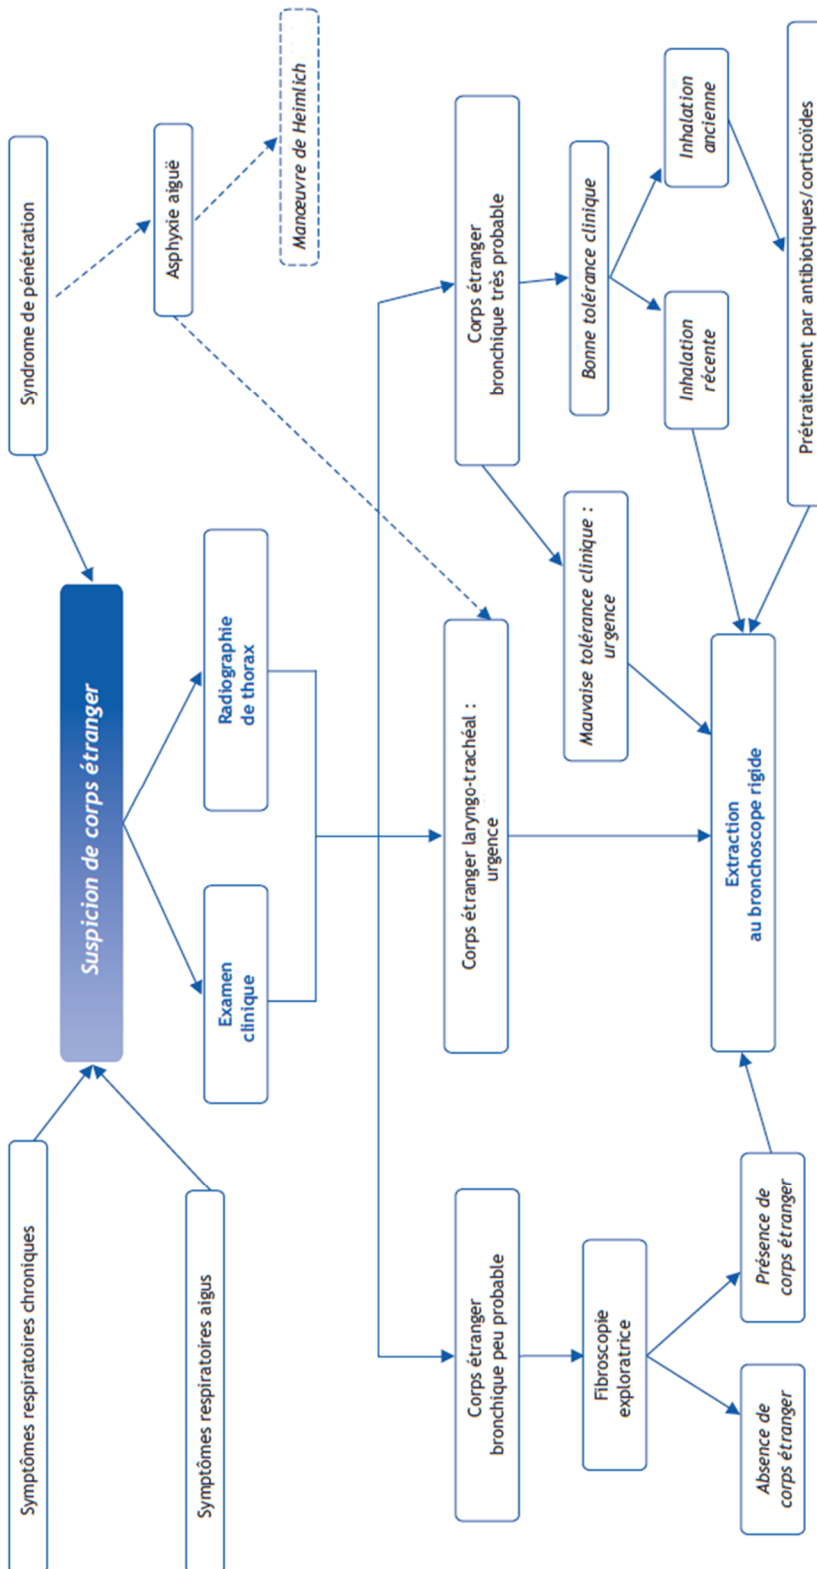 Symptômes respiratoires chroniques
Syndrome de pénétration
Suspicion de corps étranger
Symptômes respiratoires aigus
Asphyxie aiguë
Examen
clinique
Radiographie
de thorax
Manœuvre de Heimlich
Corps étranger
bronchique peu probable
Corps étranger laryngo-trachéal :
urgence
Corps étranger
bronchique très probable
Fibroscopie
exploratrice
Mauvaise tolérance clinique :
urgence
Bonne tolérance clinique
Inhalation
récente
Inhalation
ancienne
Absence de
corps étranger
Présence de
corps étranger
Extraction
au bronchoscope rigide
Prétraitement par antibiotiques/corticoïdes